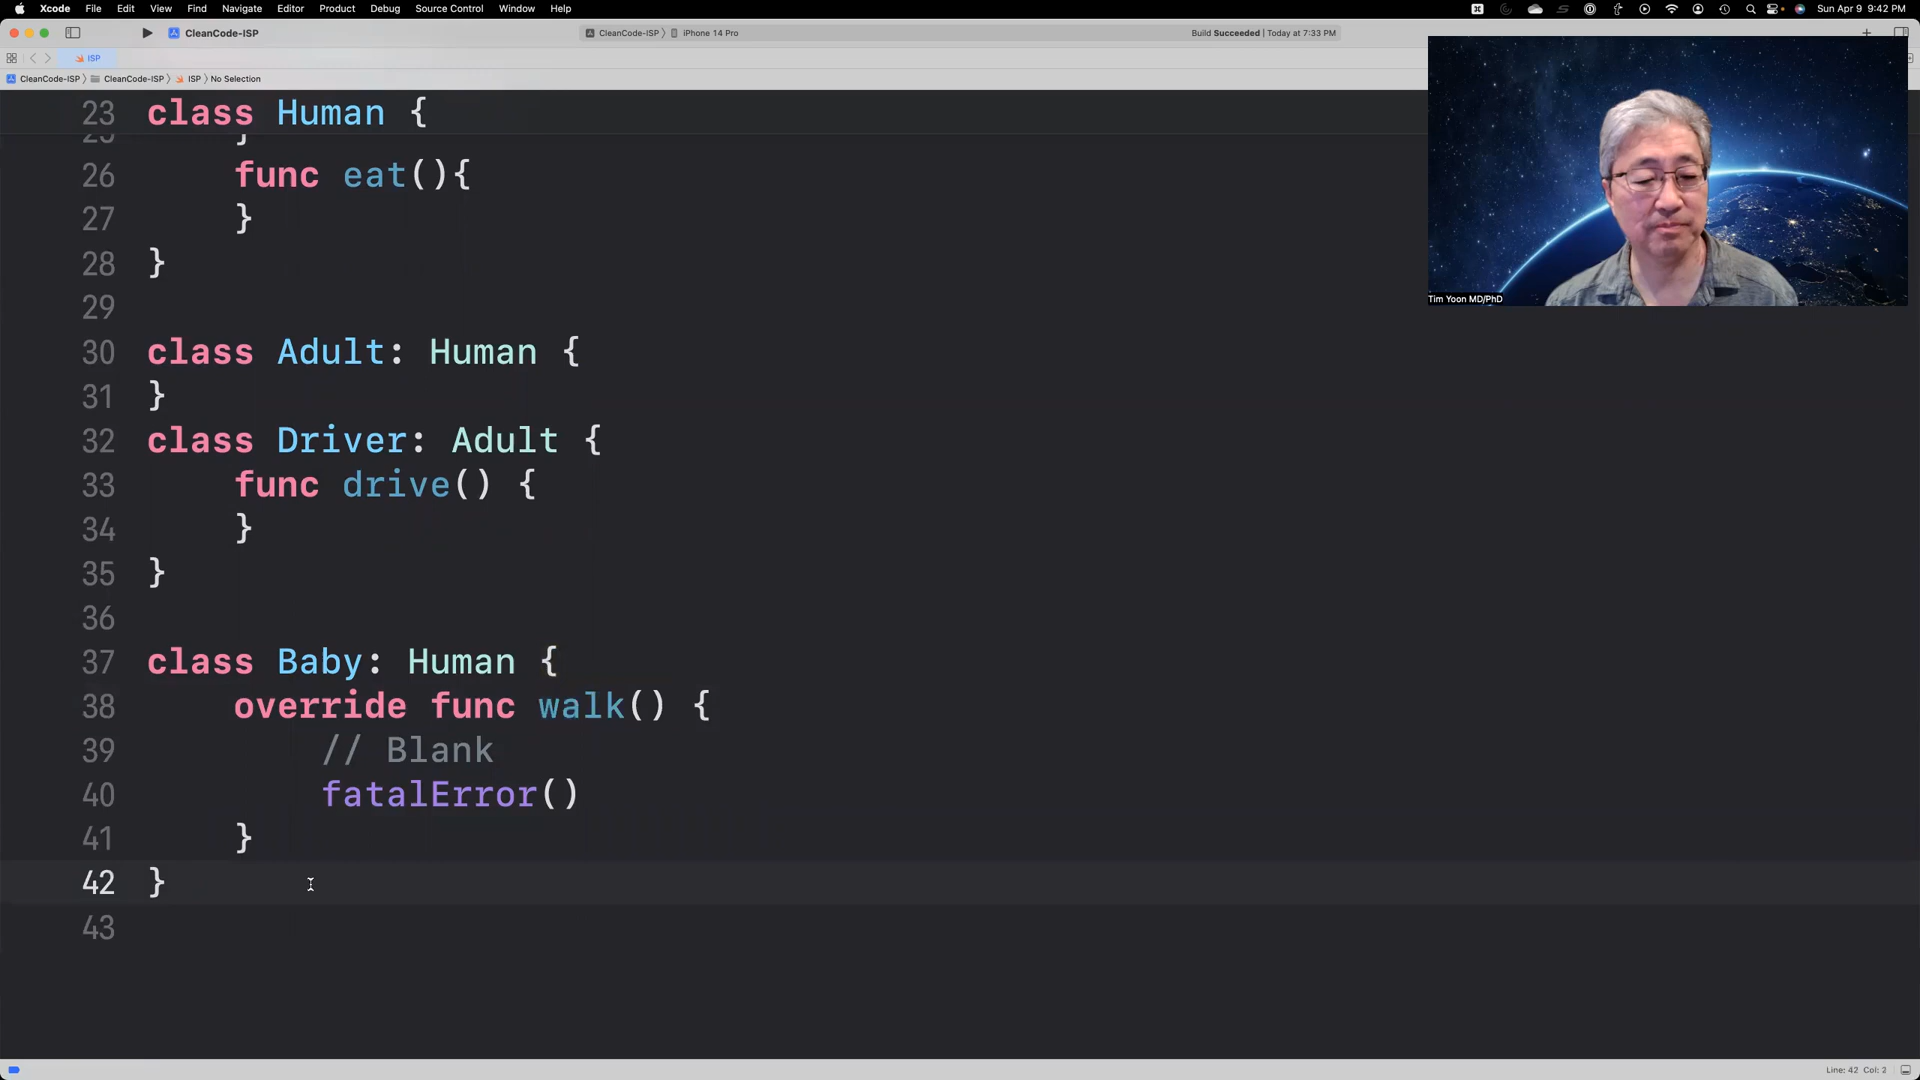 Xcode File Edit View Find Navigate Editor Product Debug Source Control Window Help Sun Apr 9 9:42 PM
CleanCode-ISP CleanCode-ISP iPhone 14 Pro Build Succeeded | Today at 7:33 PM
ISP
CleanCode-ISP CleanCode-ISP ISP No Selection
23 class Human {
25 }
26 func eat(){
27 }
28 }
29
30 class Adult: Human {
31 }
32 class Driver: Adult {
33 func drive() {
34 }
35 }
36
37 class Baby: Human {
38 override func walk() {
39 // Blank
40 fatalError()
41 }
42 }
43
Tim Yoon MD/PhD
Line: 42 Col: 2